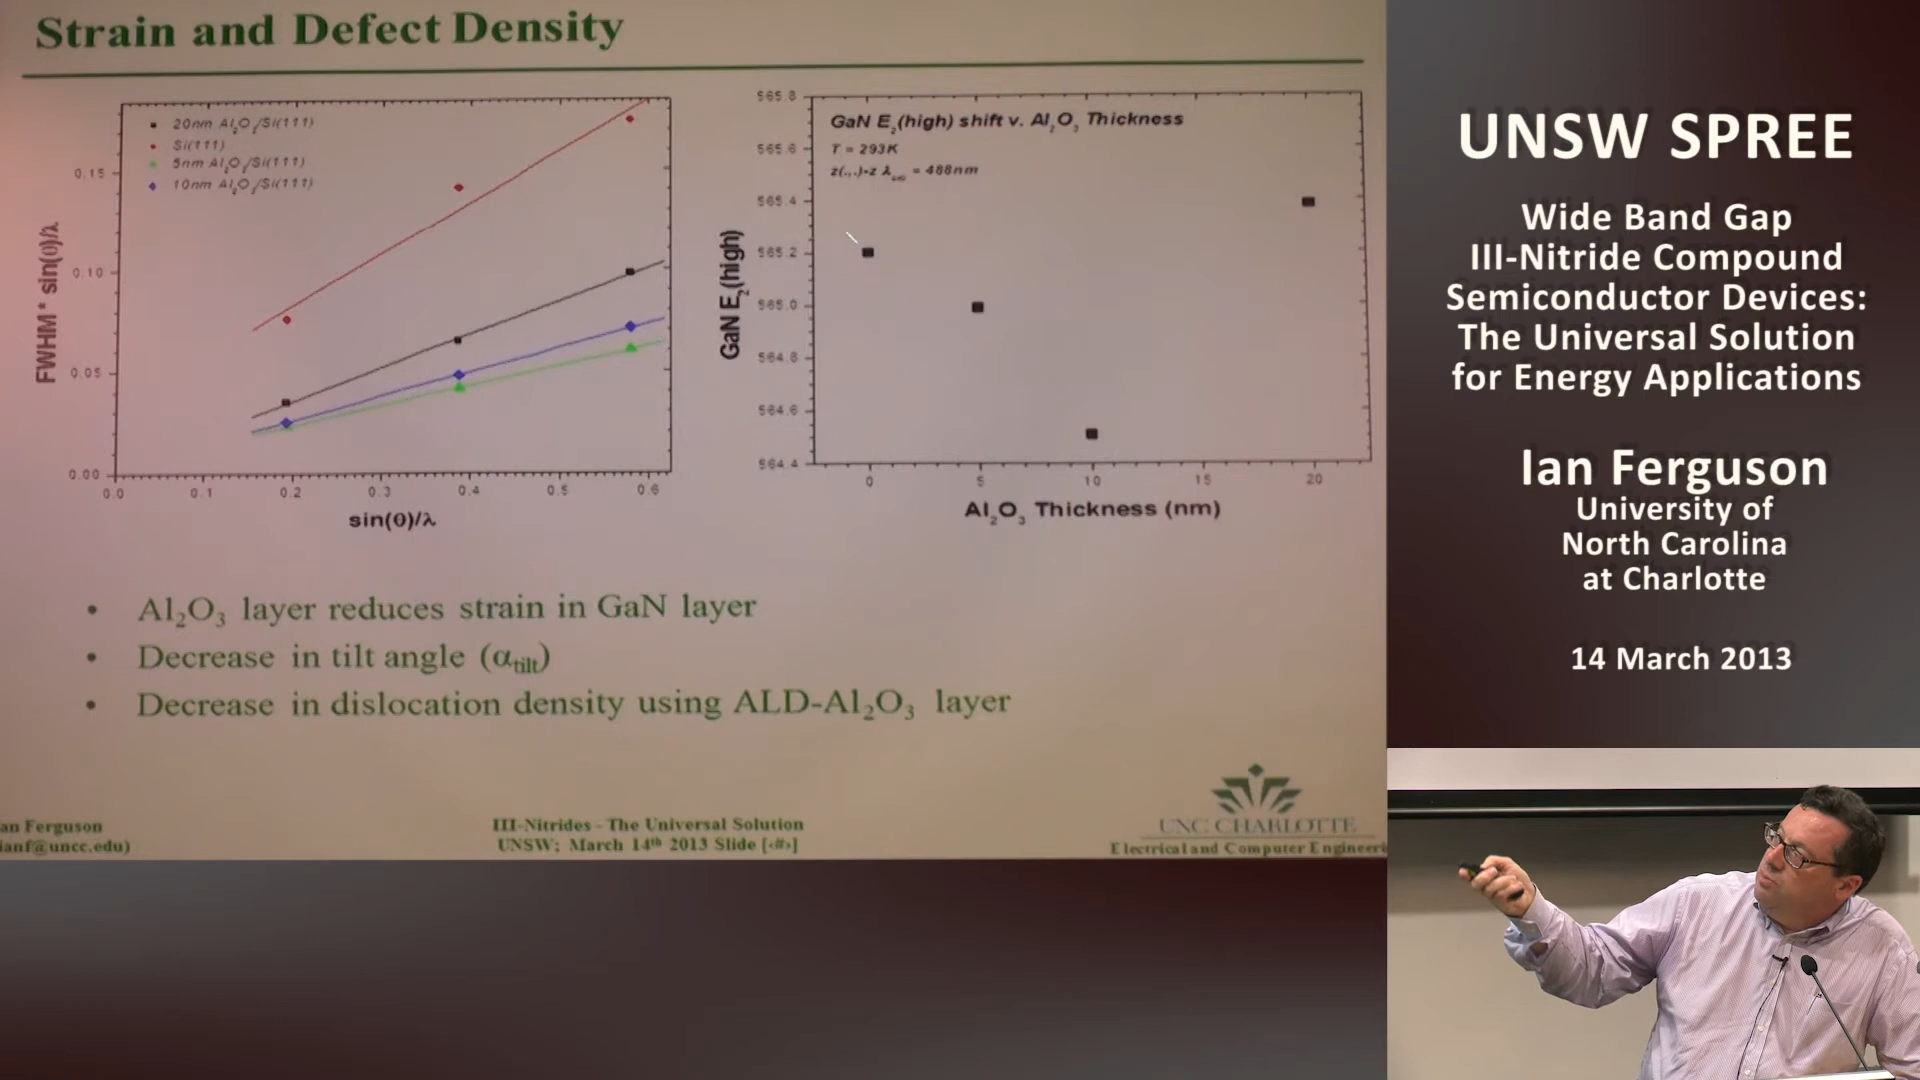 Strain and Defect Density
20nm Al2O3/Si(111)
Si(111)
5nm Al2O3/Si(111)
10nm Al2O3/Si(111)
0.15
0.10
0.05
0.00
FWHM * sin(θ)/λ
0.0 0.1 0.2 0.3 0.4 0.5 0.6
sin(θ)/λ
GaN E2(high) shift v. Al2O3 Thickness
T = 293K
z(.,.)-z λexc = 488nm
565.8
565.6
565.4
565.2
565.0
564.8
564.6
564.4
GaN E2(high)
0 5 10 15 20
Al2O3 Thickness (nm)
• Al2O3 layer reduces strain in GaN layer
• Decrease in tilt angle (αtilt)
• Decrease in dislocation density using ALD-Al2O3 layer
an Ferguson
ianf@uncc.edu)
III-Nitrides - The Universal Solution
UNSW; March 14th 2013 Slide [‹#›]
UNC CHARLOTTE
Electrical and Computer Engineeri
UNSW SPREE
Wide Band Gap
III-Nitride Compound
Semiconductor Devices:
The Universal Solution
for Energy Applications
Ian Ferguson
University of
North Carolina
at Charlotte
14 March 2013